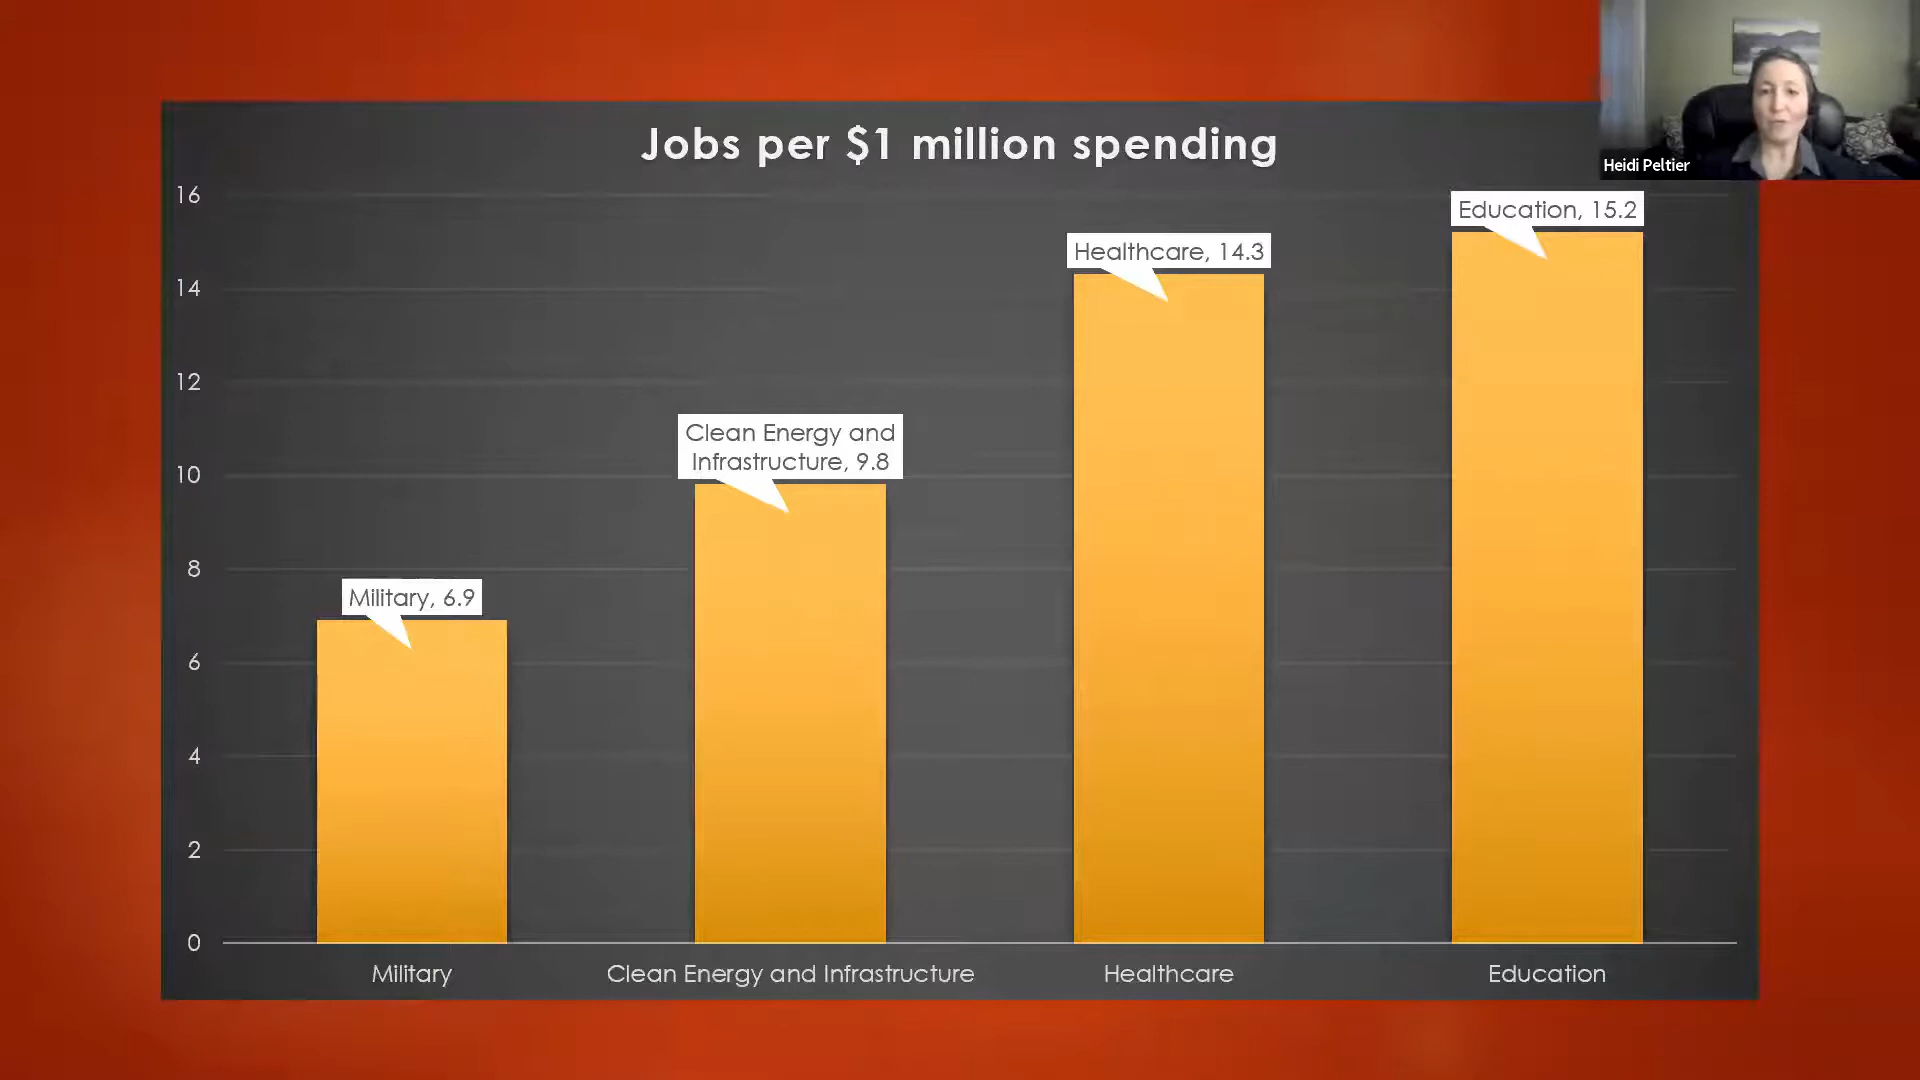 Jobs per $1 million spending
Heidi Peltier
16
14
12
10
8
6
4
2
0
Military, 6.9
Clean Energy and
Infrastructure, 9.8
Healthcare, 14.3
Education, 15.2
Military
Clean Energy and Infrastructure
Healthcare
Education